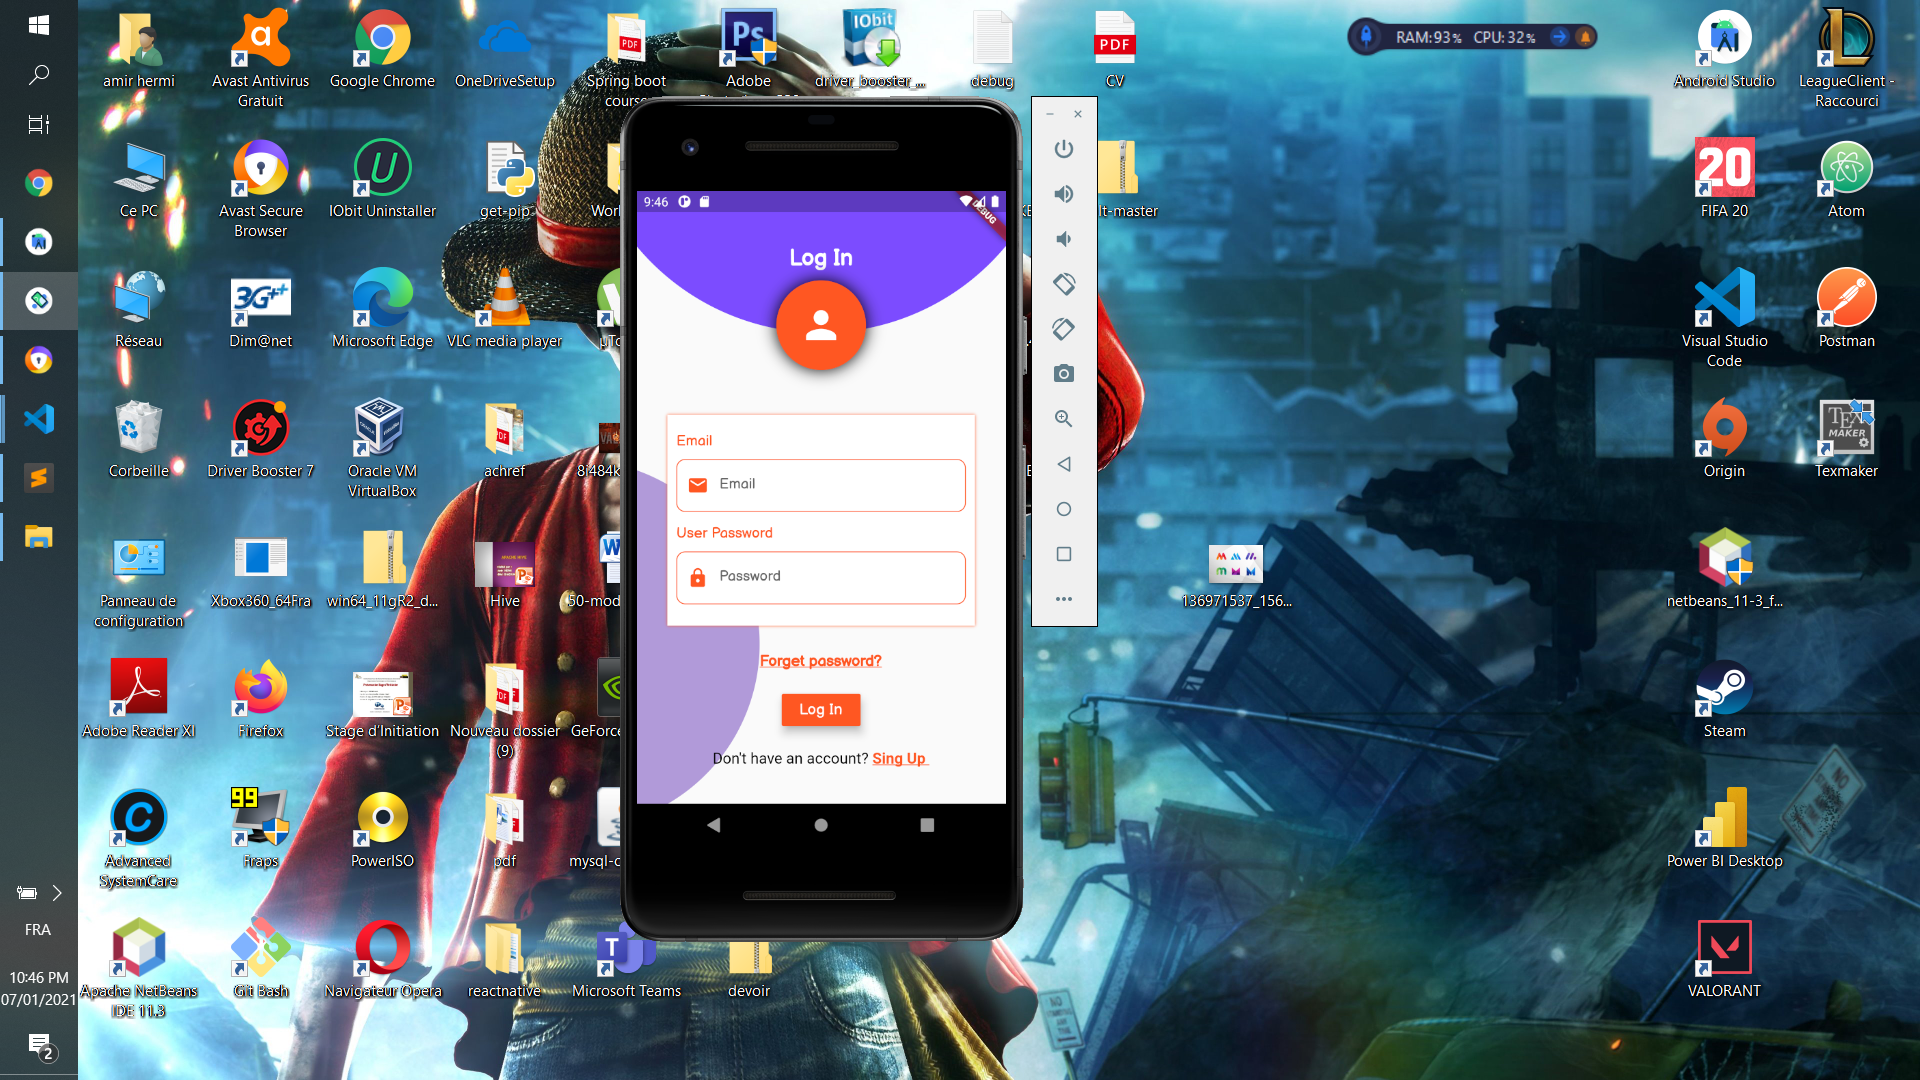 amir hermi
Avast Antivirus
Gratuit
Google Chrome
OneDriveSetup
Spring boot
course
Adobe
driver_booster_...
debug
CV
RAM:93% CPU:32%
Android Studio
LeagueClient -
Raccourci
Ce PC
Avast Secure
Browser
IObit Uninstaller
get-pip
lt-master
FIFA 20
Atom
Réseau
Dim@net
Microsoft Edge
VLC media player
Visual Studio
Code
Postman
Corbeille
Driver Booster 7
Oracle VM
VirtualBox
achref
8i484k
Origin
Texmaker
Panneau de
configuration
Xbox360_64Fra
win64_11gR2_d...
Hive
50-mod
136971537_156...
netbeans_11-3_f...
Adobe Reader XI
Firefox
Stage d'Initiation
Nouveau dossier
(9)
GeForce
Steam
Advanced
SystemCare
Fraps
PowerISO
pdf
mysql-c
Power BI Desktop
Apache NetBeans
IDE 11.3
Git Bash
Navigateur Opera
reactnative
Microsoft Teams
devoir
VALORANT
9:46
DEBUG
Log In
Email
Email
User Password
Password
Forget password?
Log In
Don't have an account? Sing Up
FRA
10:46 PM
07/01/2021
2